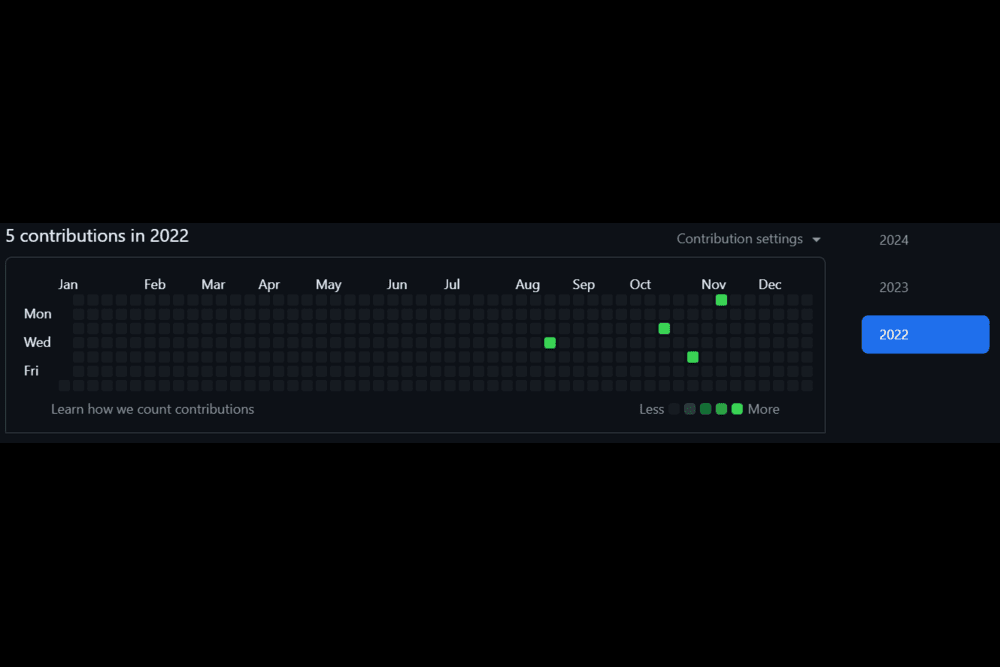 5 contributions in 2022
Contribution settings
2024
2023
2022
Jan Feb Mar Apr May Jun Jul Aug Sep Oct Nov Dec
Mon
Wed
Fri
Learn how we count contributions
Less More